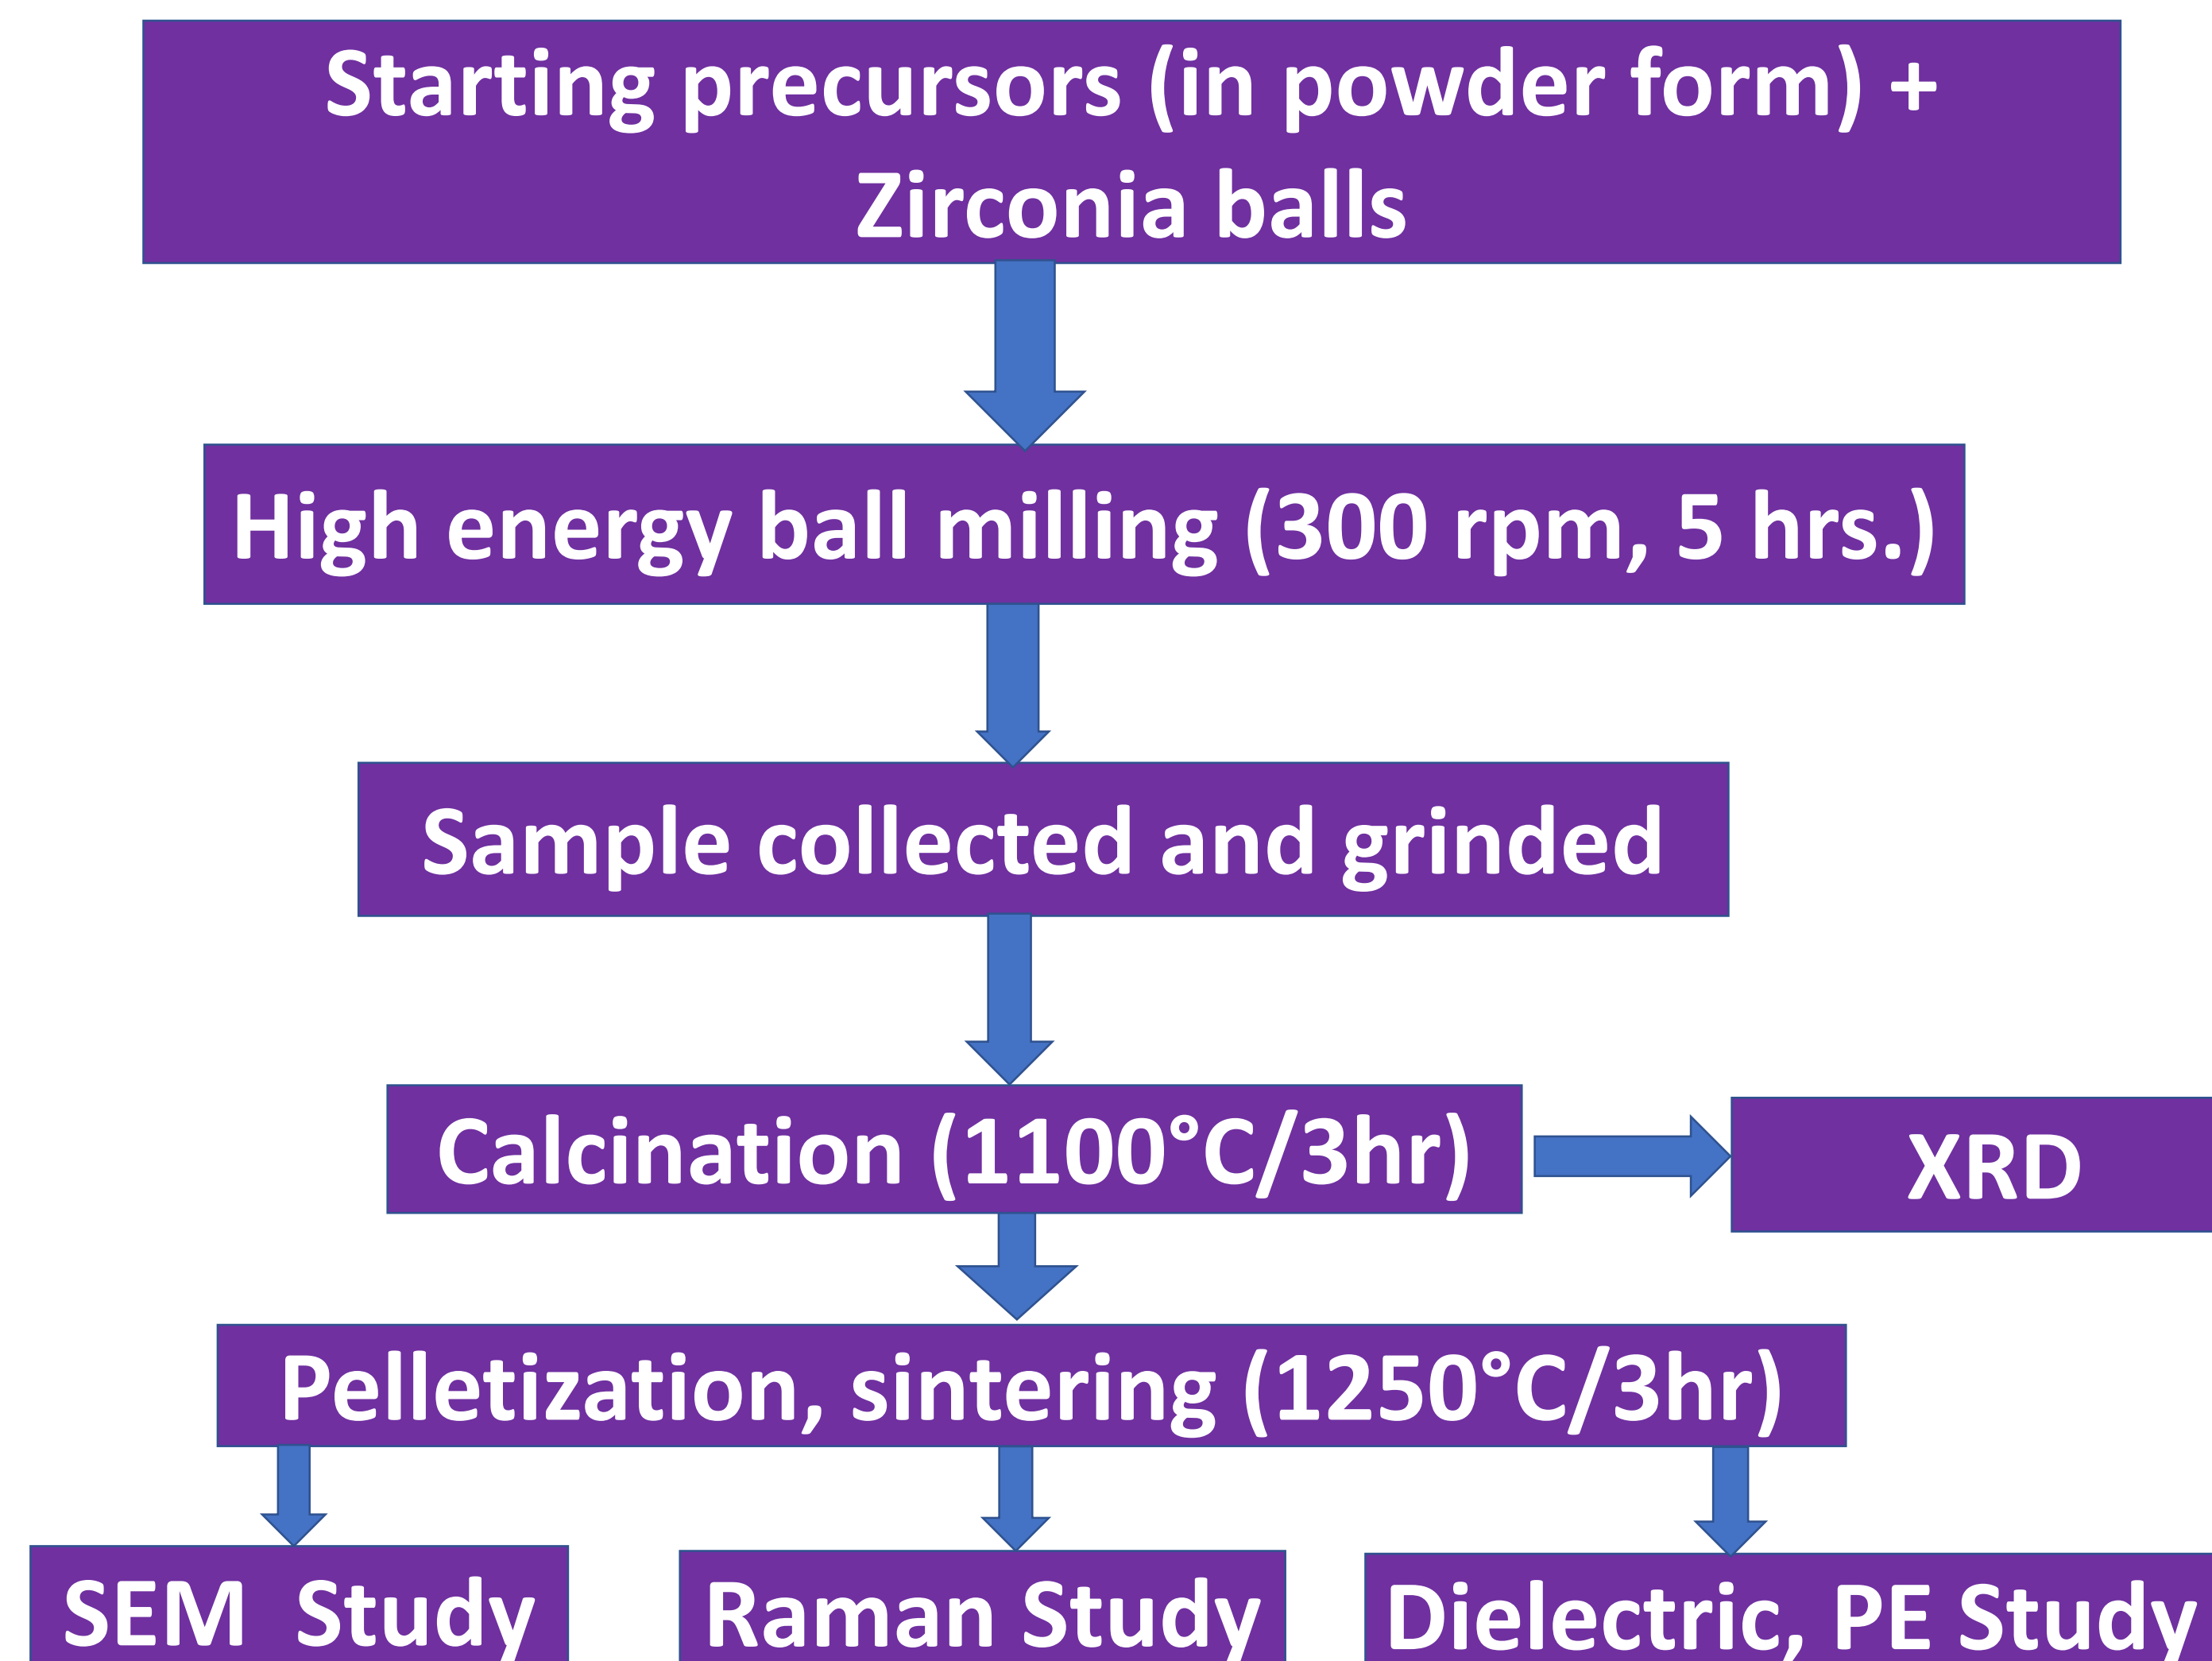 Starting precursors (in powder form) +
Zirconia balls
High energy ball milling (300 rpm, 5 hrs.)
Sample collected and grinded
Calcination (1100°C/3hr)
XRD
Pelletization, sintering (1250°C/3hr)
SEM  Study
Raman Study
Dielectric, PE Study